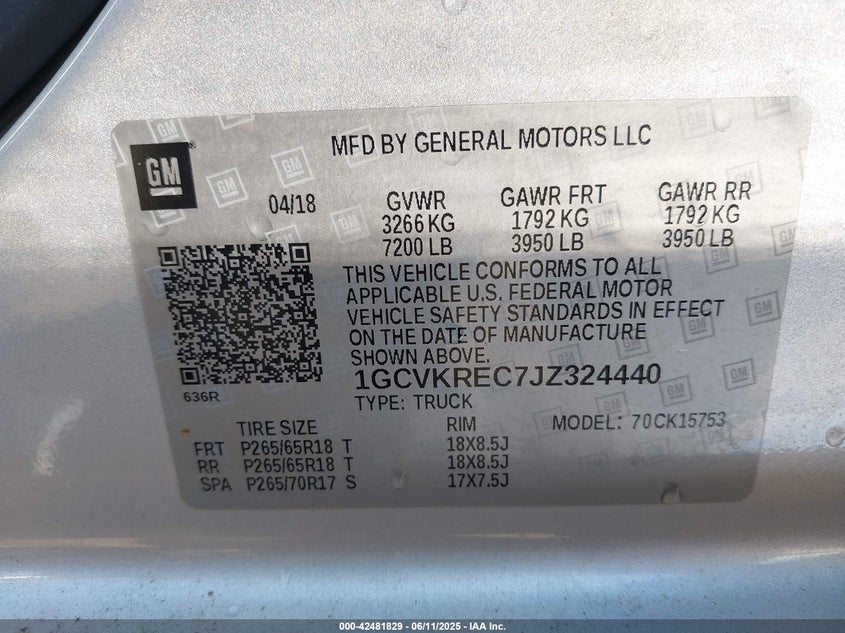 MFD BY GENERAL MOTORS LLC
GM
04/18
GVWR GAWR FRT GAWR RR
3266 KG 1792 KG 1792 KG
7200 LB 3950 LB 3950 LB
THIS VEHICLE CONFORMS TO ALL
APPLICABLE U.S. FEDERAL MOTOR
VEHICLE SAFETY STANDARDS IN EFFECT
ON THE DATE OF MANUFACTURE
SHOWN ABOVE.
1GCVKREC7JZ324440
636R
TYPE: TRUCK MODEL: 70CK15753
TIRE SIZE RIM
FRT P265/65R18 T 18X8.5J
RR P265/65R18 T 18X8.5J
SPA P265/70R17 S 17X7.5J
000-42481829 - 06/11/2025 - IAA Inc.